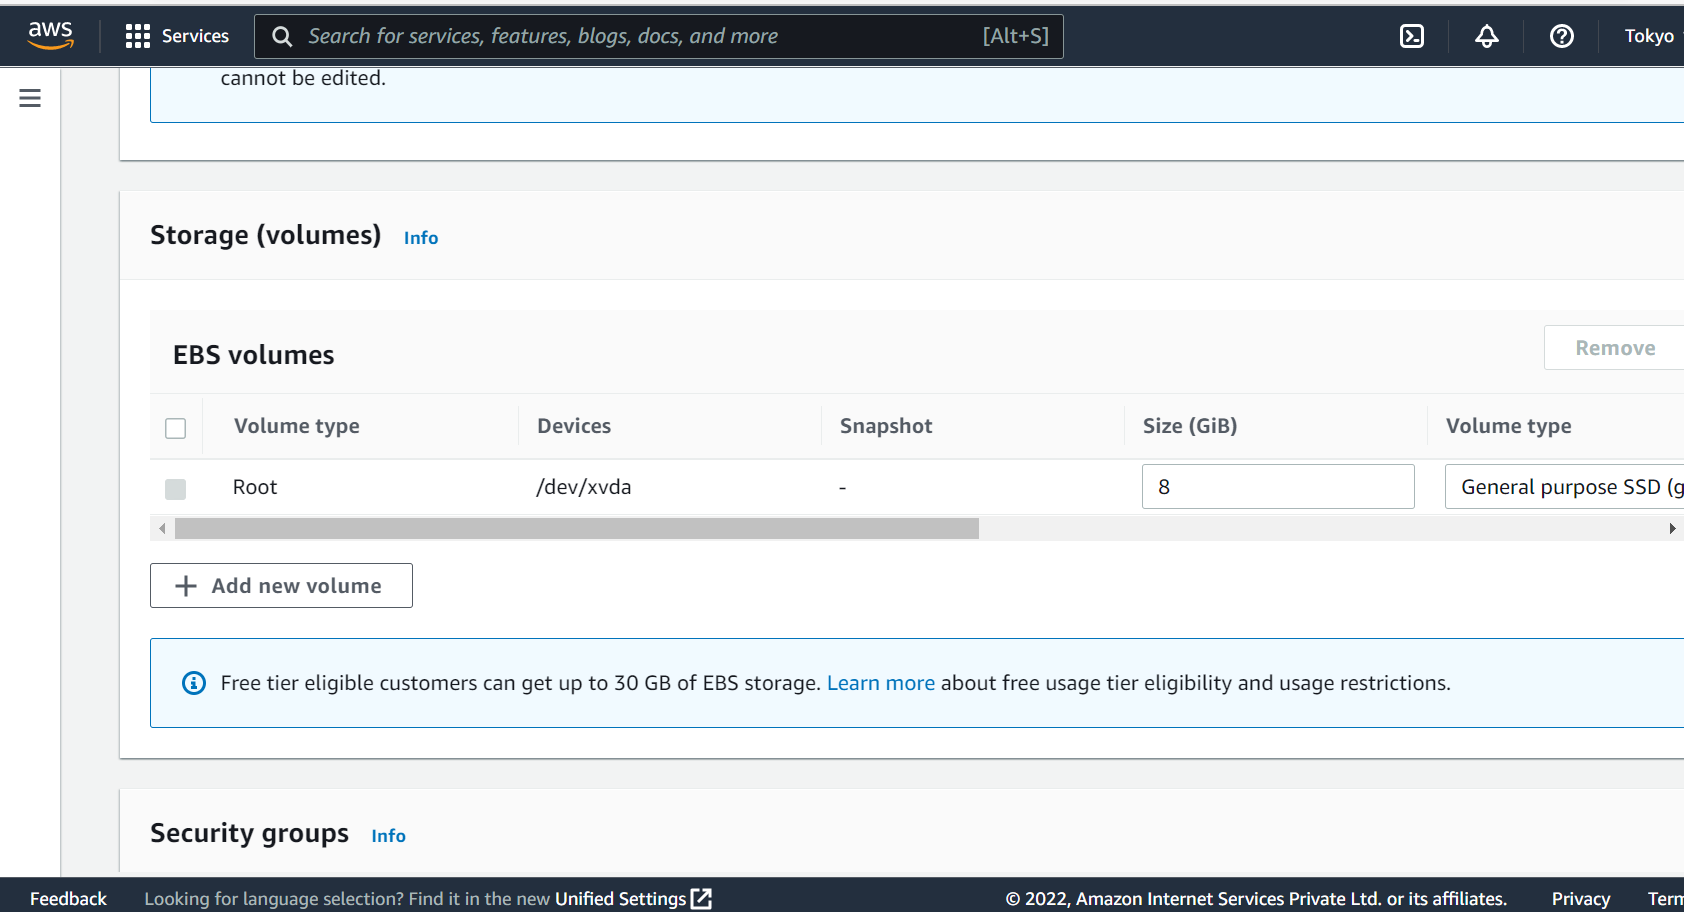 aws Services Search for services, features, blogs, docs, and more [Alt+S] Tokyo
cannot be edited.
Storage (volumes) Info
EBS volumes Remove
Volume type Devices Snapshot Size (GiB) Volume type
Root /dev/xvda - 8 General purpose SSD (g
Add new volume
Free tier eligible customers can get up to 30 GB of EBS storage. Learn more about free usage tier eligibility and usage restrictions.
Security groups Info
Feedback Looking for language selection? Find it in the new Unified Settings © 2022, Amazon Internet Services Private Ltd. or its affiliates. Privacy Term